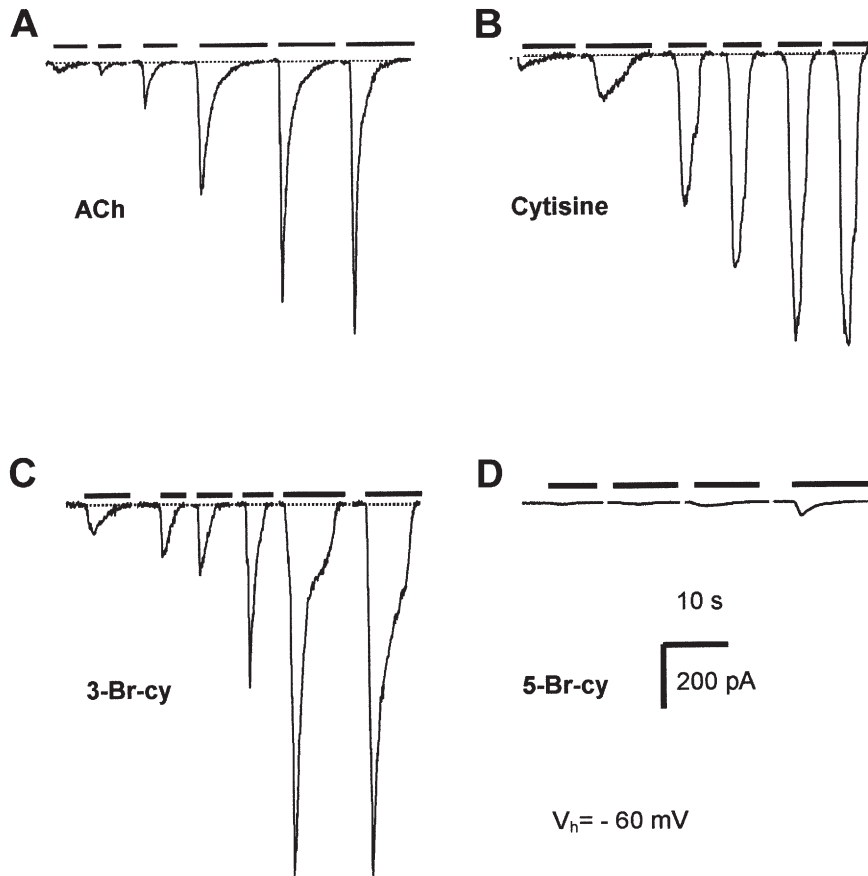 A
ACh
B
Cytisine
C
3-Br-cy
D
10 s
200 pA
5-Br-cy
Vₕ= - 60 mV